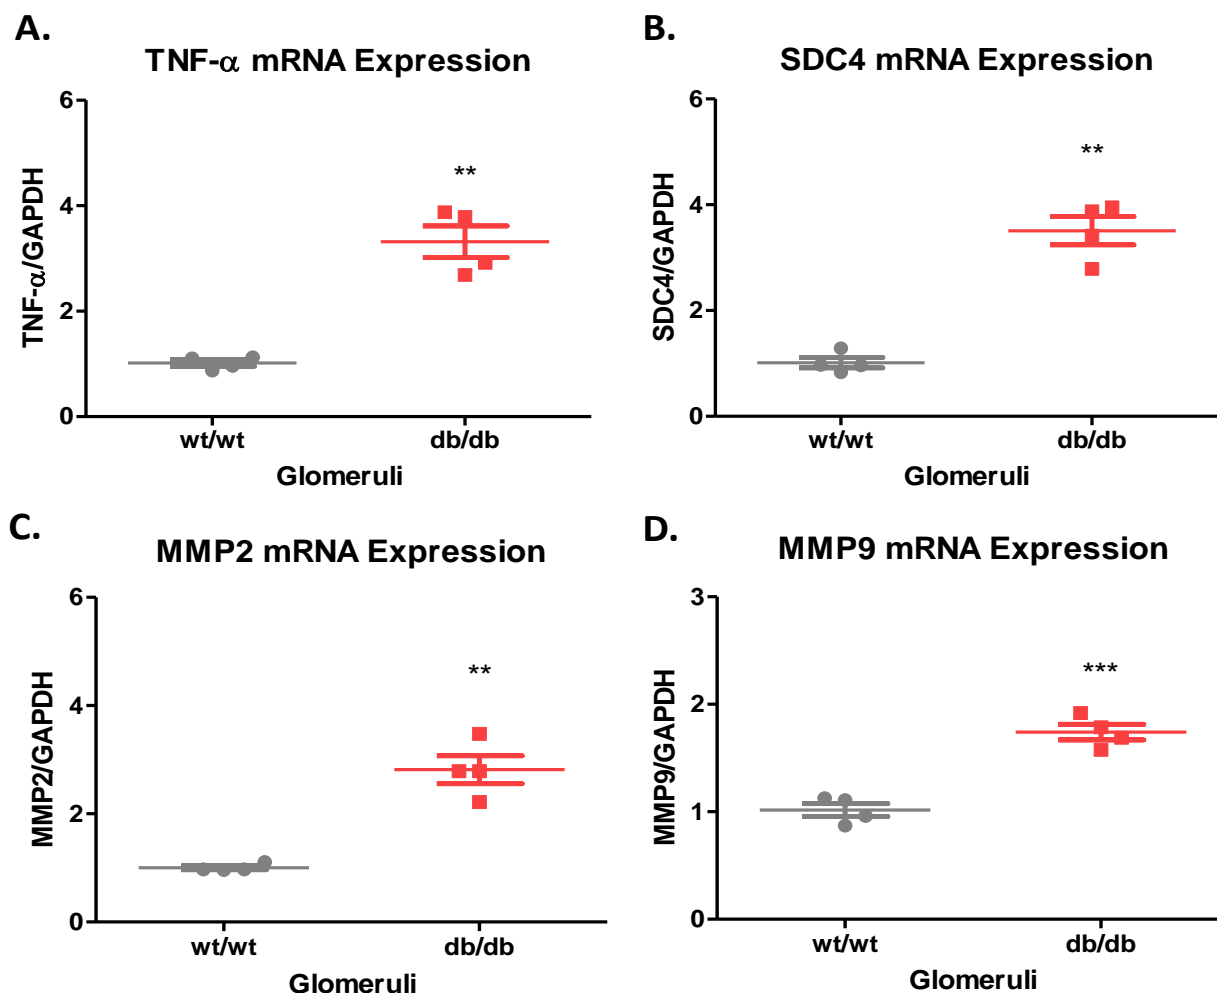 A.
TNF-α mRNA Expression
TNF-α/GAPDH
6
4
2
0
**
wt/wt
db/db
Glomeruli
B.
SDC4 mRNA Expression
SDC4/GAPDH
6
4
2
0
**
wt/wt
db/db
Glomeruli
C.
MMP2 mRNA Expression
MMP2/GAPDH
6
4
2
0
**
wt/wt
db/db
Glomeruli
D.
MMP9 mRNA Expression
MMP9/GAPDH
3
2
1
0
***
wt/wt
db/db
Glomeruli